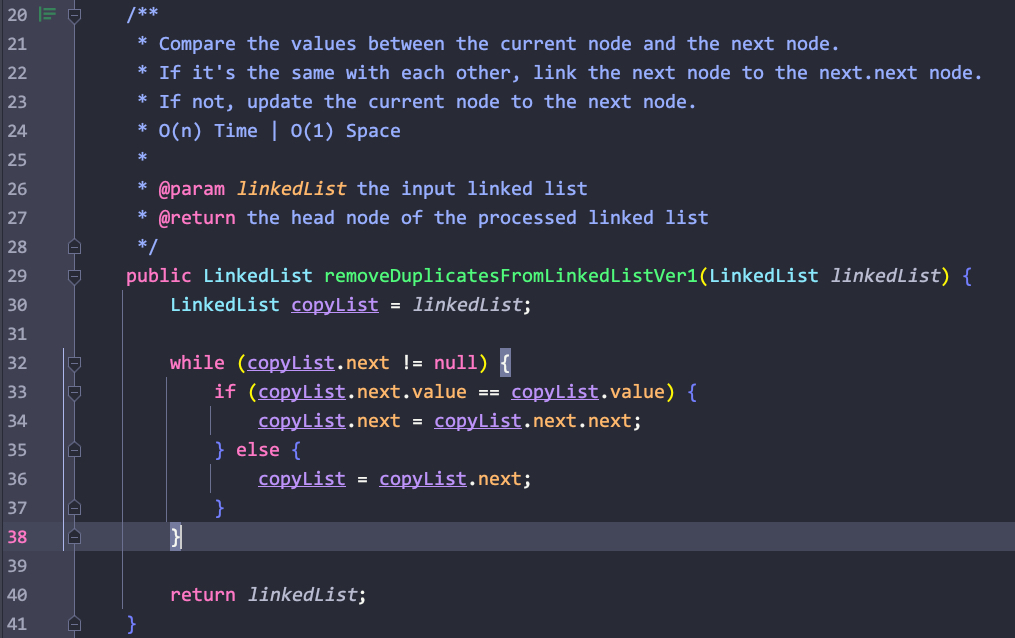 20 /**
21 * Compare the values between the current node and the next node.
22 * If it's the same with each other, link the next node to the next.next node.
23 * If not, update the current node to the next node.
24 * O(n) Time | O(1) Space
25 *
26 * @param linkedList the input linked list
27 * @return the head node of the processed linked list
28 */
29 public LinkedList removeDuplicatesFromLinkedListVer1(LinkedList linkedList) {
30 LinkedList copyList = linkedList;
31
32 while (copyList.next != null) {
33 if (copyList.next.value == copyList.value) {
34 copyList.next = copyList.next.next;
35 } else {
36 copyList = copyList.next;
37 }
38 }
39
40 return linkedList;
41 }